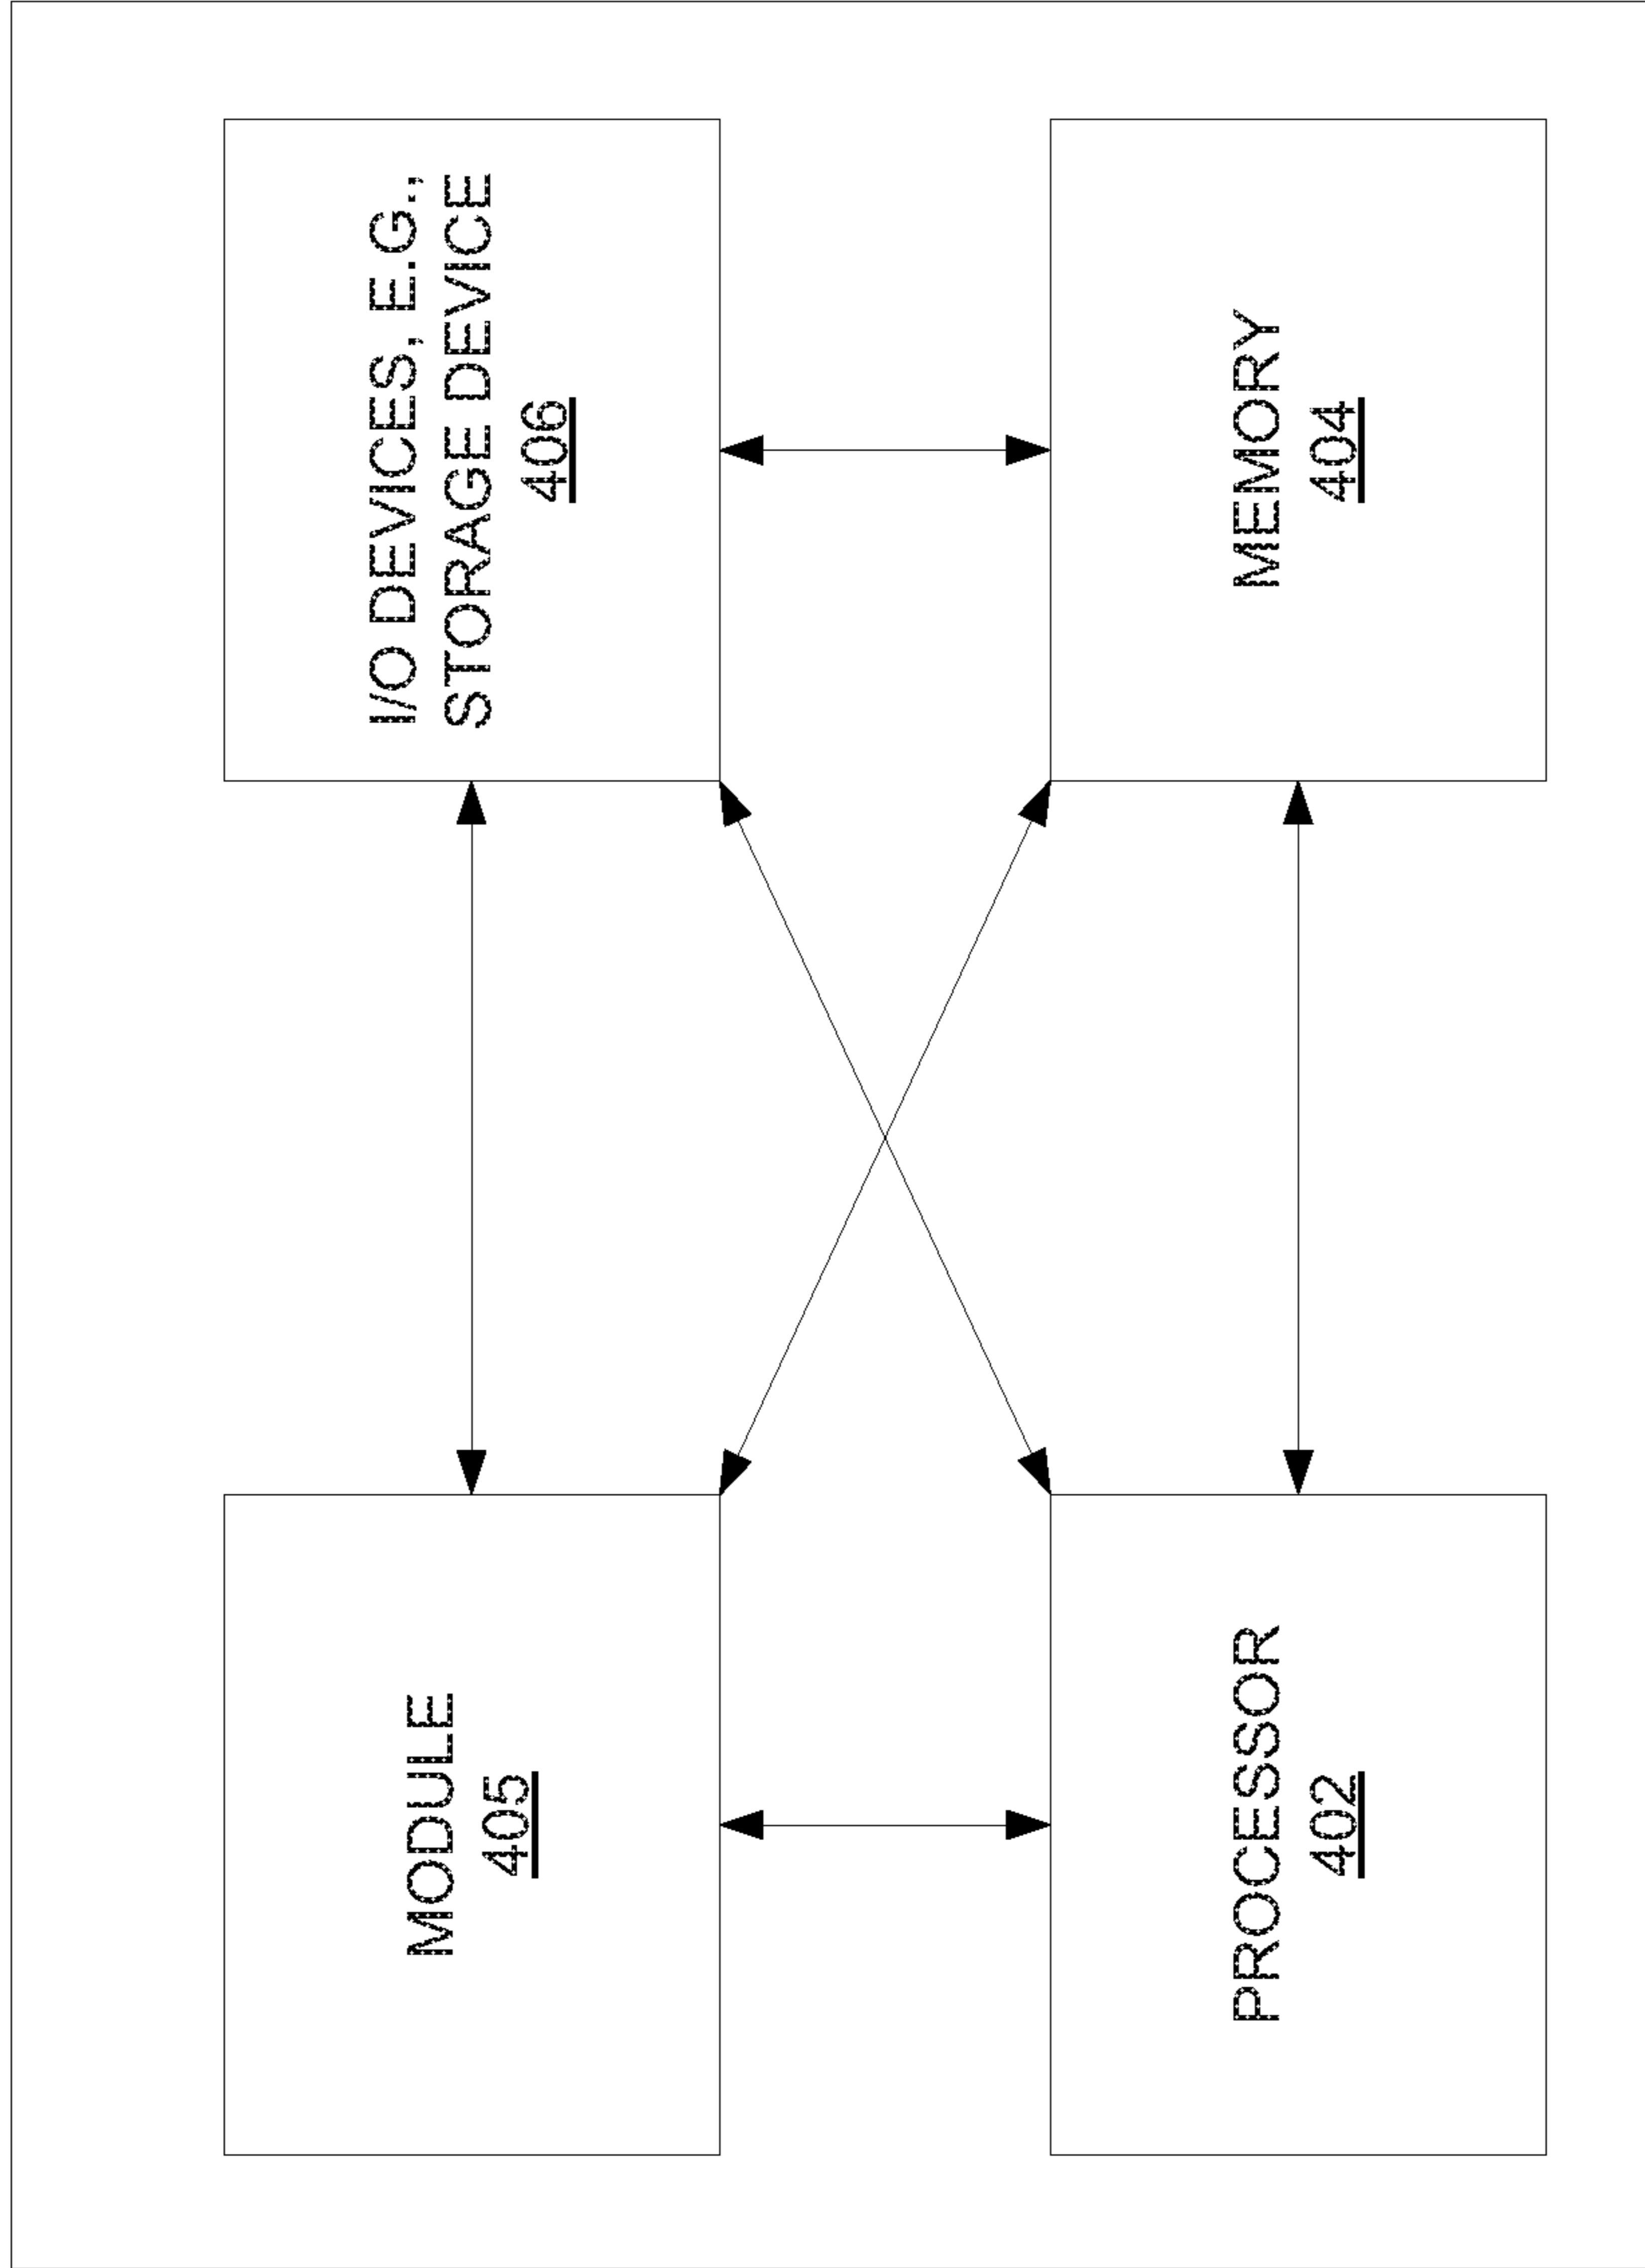 MODULE
405
I/O DEVICES, E.G.,
STORAGE DEVICE
406
PROCESSOR
402
MEMORY
404